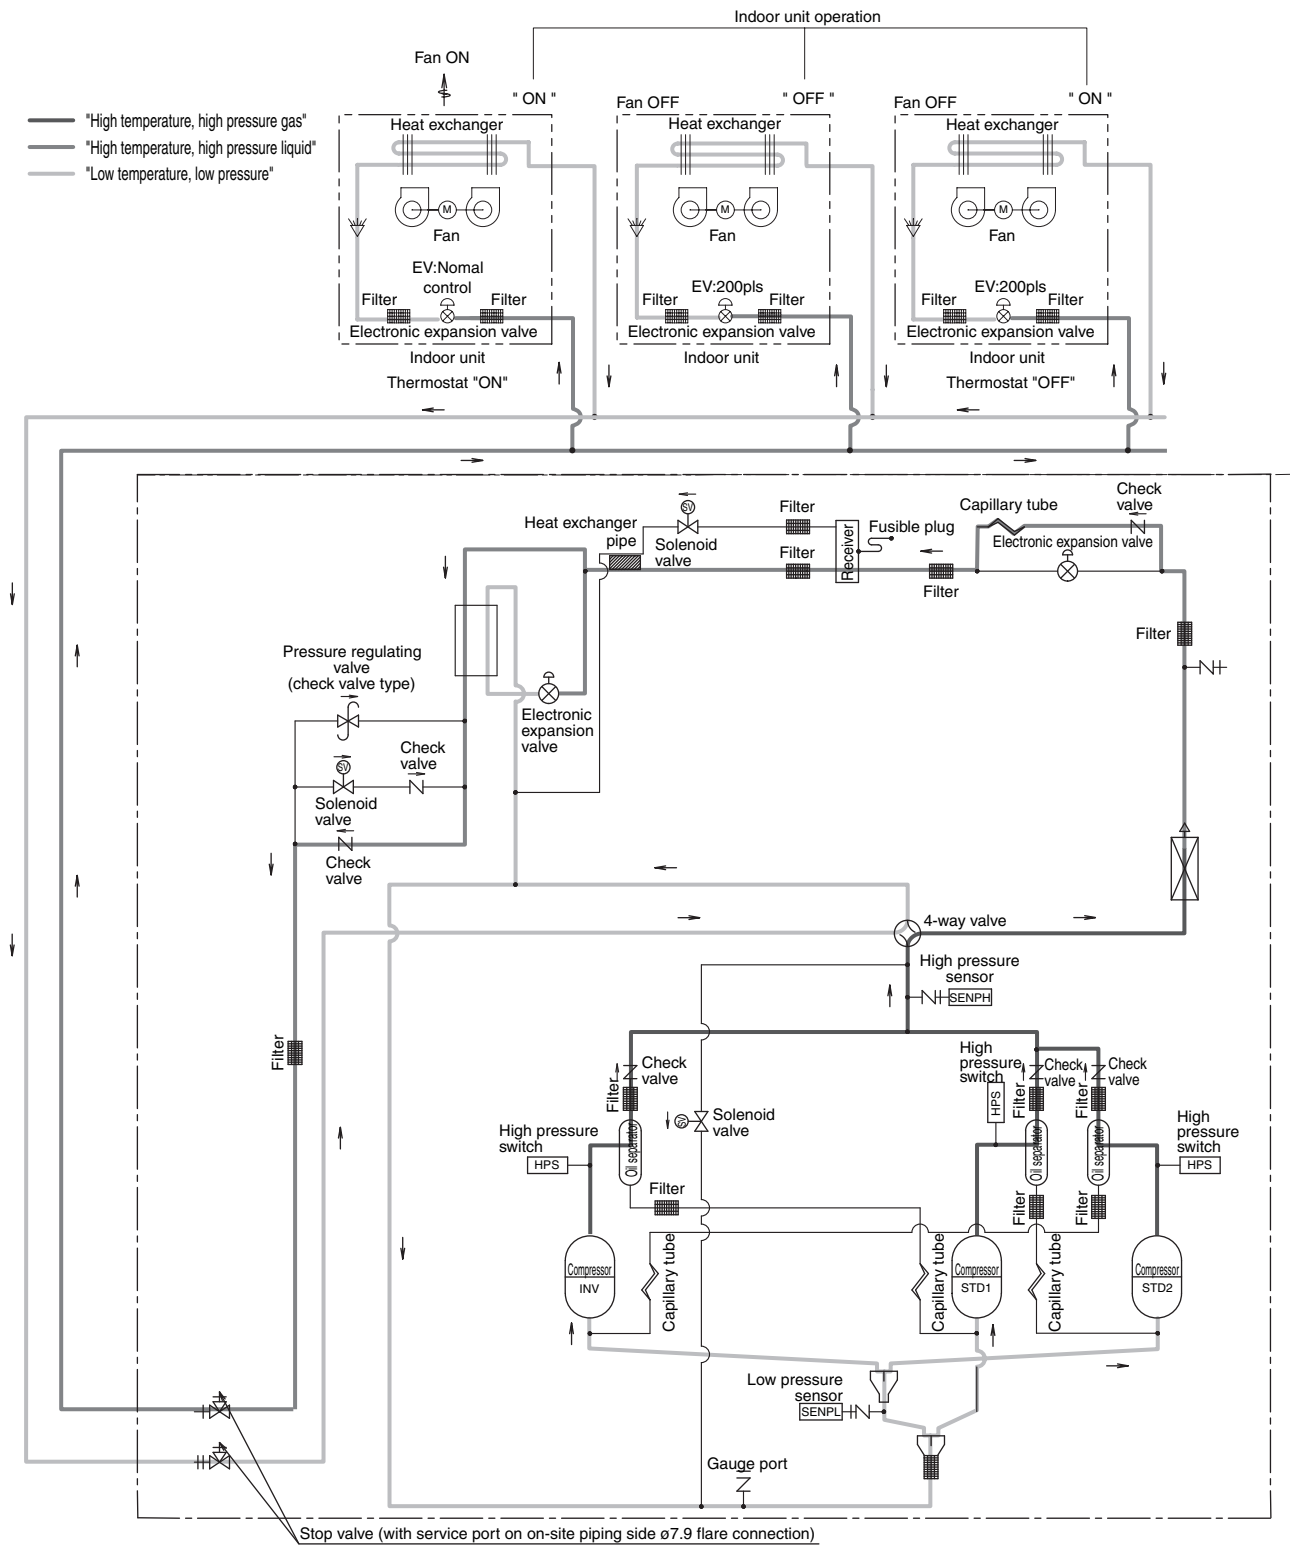 Indoor unit operation
Fan ON
" ON "
Fan OFF
" OFF "
Fan OFF
" ON "
"High temperature, high pressure gas"
"High temperature, high pressure liquid"
"Low temperature, low pressure"
Heat exchanger
M
Fan
EV:Nomal
control
Filter
Filter
Electronic expansion valve
Indoor unit
Thermostat "ON"
Heat exchanger
M
Fan
EV:200pls
Filter
Filter
Electronic expansion valve
Indoor unit
Heat exchanger
M
Fan
EV:200pls
Filter
Filter
Electronic expansion valve
Indoor unit
Thermostat "OFF"
Heat exchanger
pipe
SV
Solenoid
valve
Filter
Filter
Receiver
Fusible plug
Capillary tube
Check
valve
Electronic expansion valve
Filter
Filter
Pressure regulating
valve
(check valve type)
Electronic
expansion
valve
SV
Solenoid
valve
Check
valve
Check
valve
4-way valve
High pressure
sensor
SENPH
Filter
Check
valve
Filter
Oil separator
High pressure
switch
HPS
SV
Solenoid
valve
High
pressure
switch
HPS
Check
valve
Filter
Oil separator
Check
valve
Filter
Oil separator
High
pressure
switch
HPS
Filter
Filter
Filter
Compressor
INV
Capillary tube
Capillary tube
Compressor
STD1
Capillary tube
Compressor
STD2
Low pressure
sensor
SENPL
Gauge port
Stop valve (with service port on on-site piping side ø7.9 flare connection)